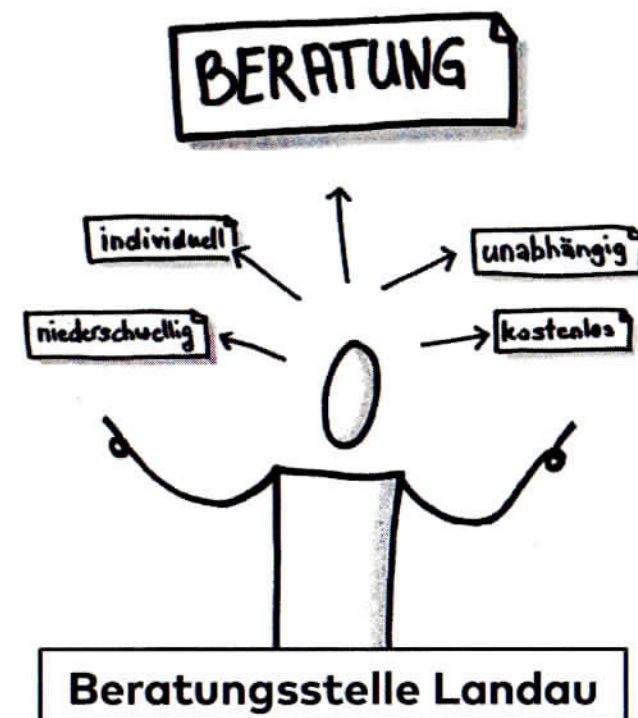 BERATUNG
individuell
unabhängig
niederschwellig
kostenlos
Beratungsstelle Landau